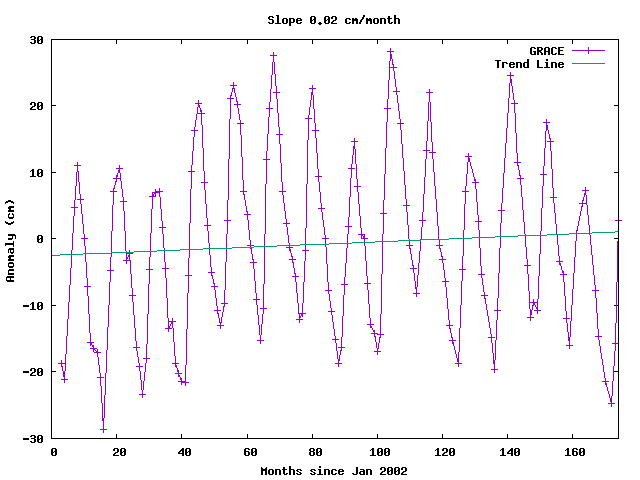 Slope 0.02 cm/month
GRACE
Trend Line
30
20
10
0
-10
-20
-30
Anomaly (cm)
0 20 40 60 80 100 120 140 160
Months since Jan 2002